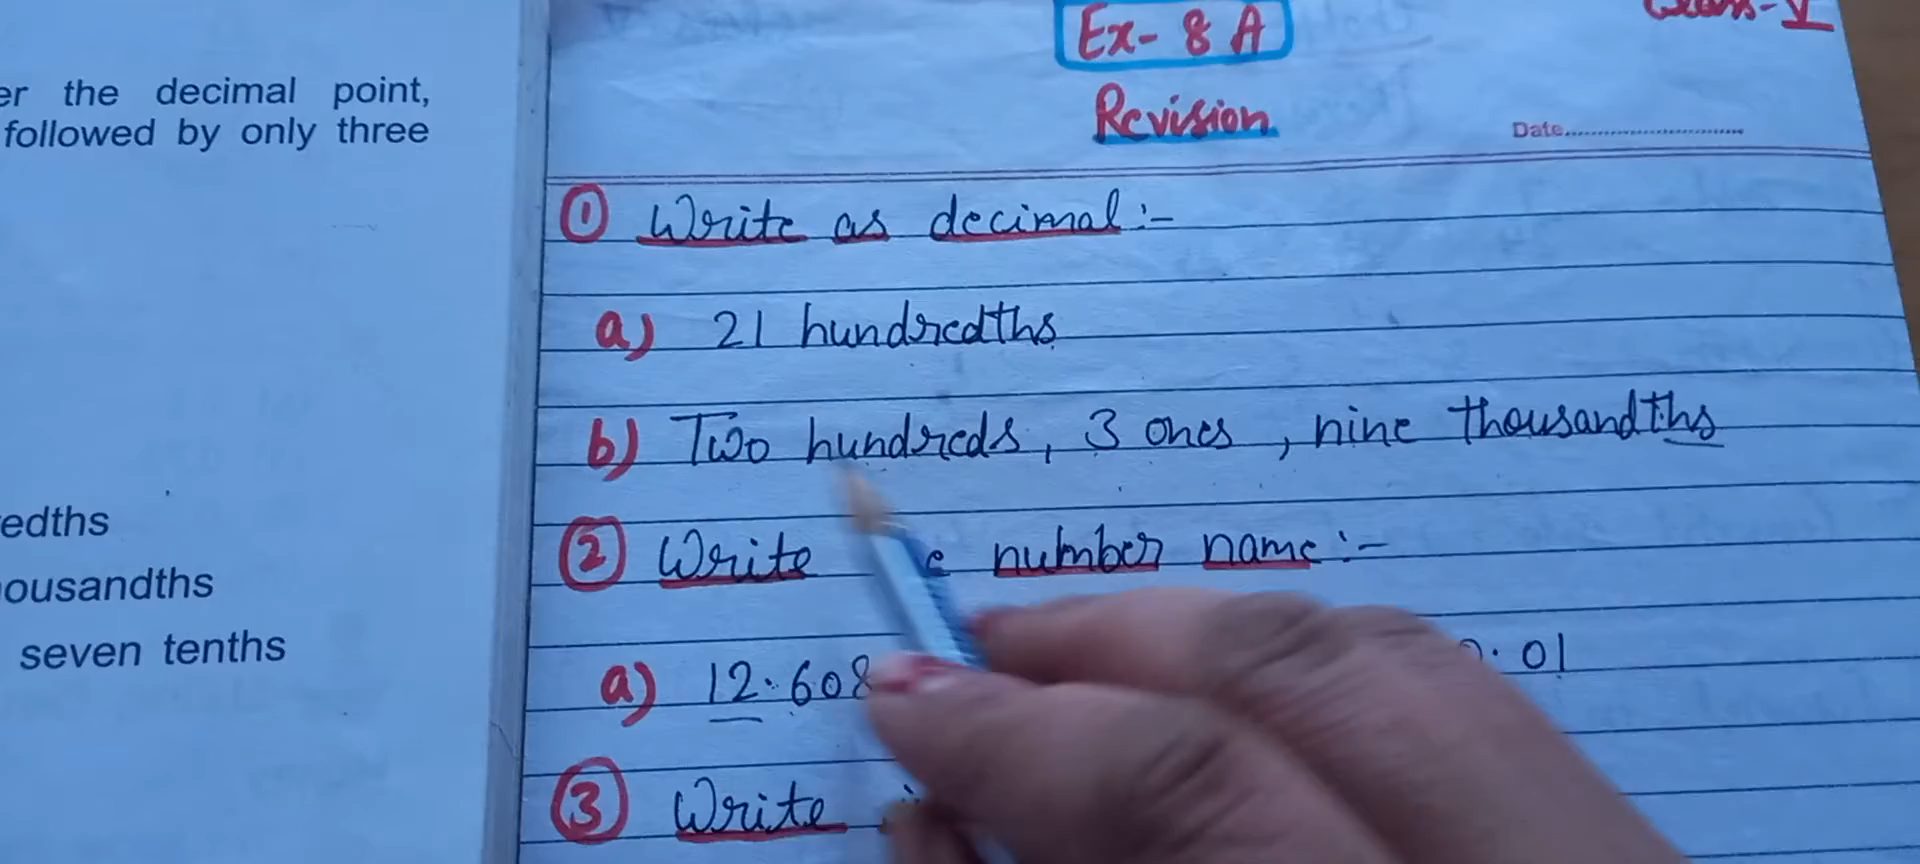 er the decimal point,
followed by only three
edths
ousandths
seven tenths
Ex- 8 A
Class-V
Revision
Date
① Write as decimal:-
a) 21 hundredths
b) Two hundreds, 3 ones, nine thousandths
② Write number name:-
a) 12.608 .01
③ Write